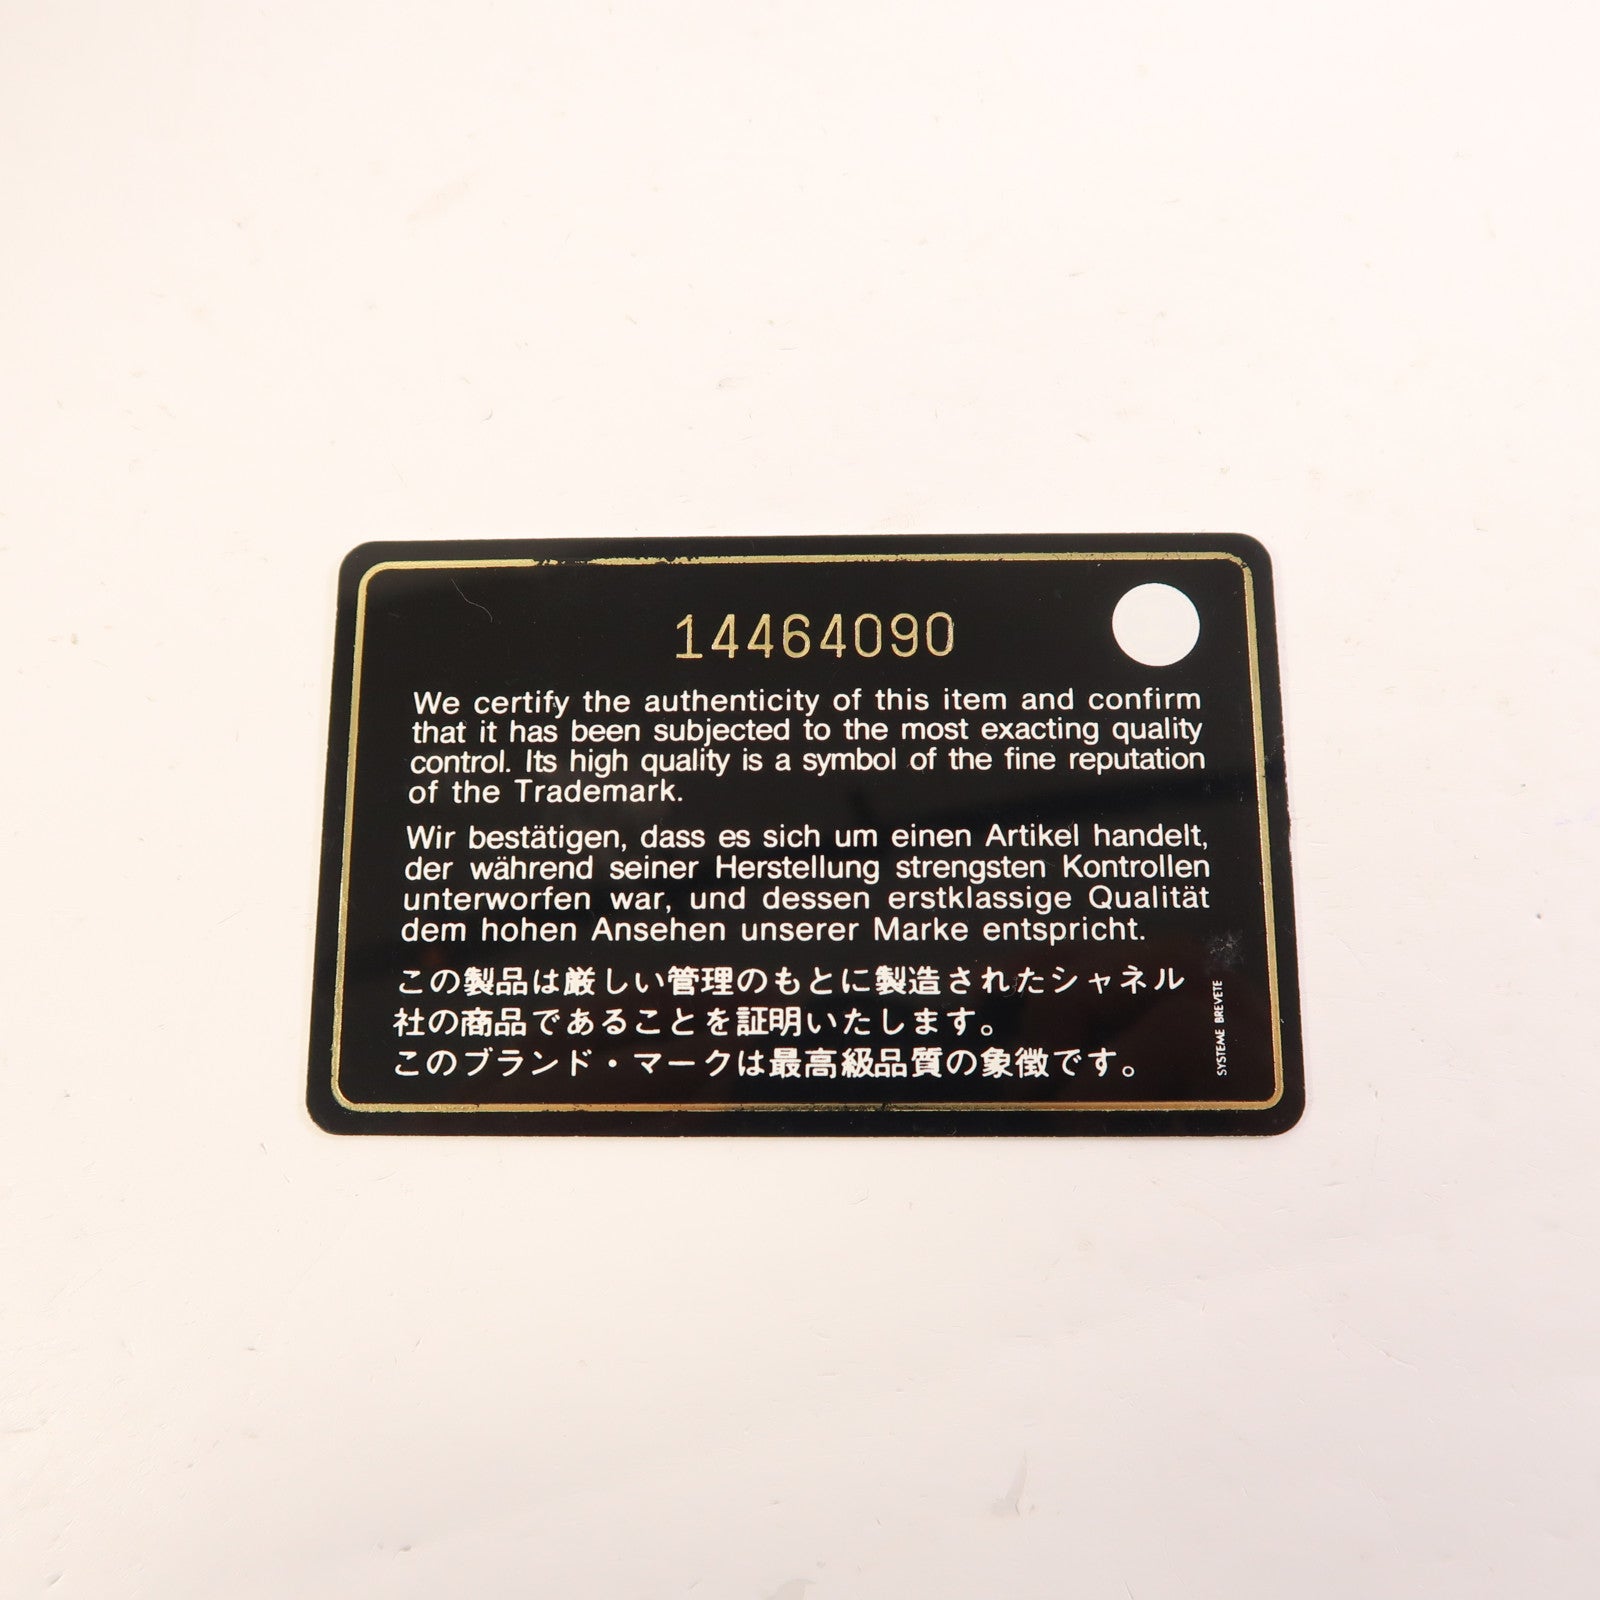 14464090
We certify the authenticity of this item and confirm
that it has been subjected to the most exacting quality
control. Its high quality is a symbol of the fine reputation
of the Trademark.
Wir bestätigen, dass es sich um einen Artikel handelt,
der während seiner Herstellung strengsten Kontrollen
unterworfen war, und dessen erstklassige Qualität
dem hohen Ansehen unserer Marke entspricht.
この製品は厳しい管理のもとに製造されたシャネル
社の商品であることを証明いたします。
このブランド・マークは最高級品質の象徴です。
SYSTEME BREVETE